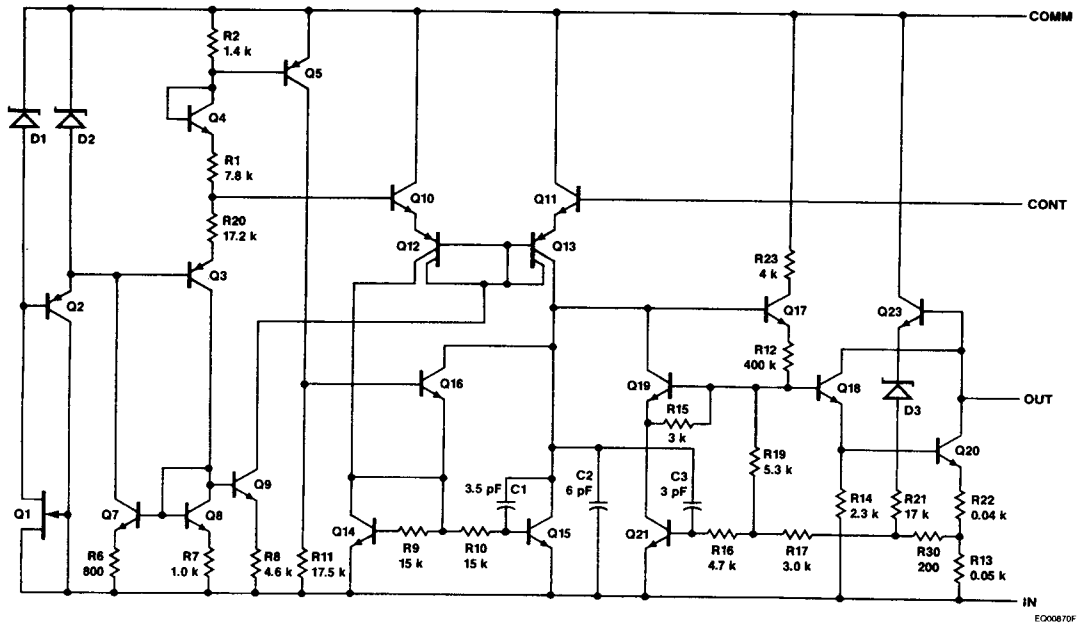 COMM
R2
1.4 k
Q5
Q4
D1
D2
R1
7.8 k
Q10
Q11
CONT
R20
17.2 k
Q12
Q13
Q3
R23
4 k
Q2
Q17
Q23
R12
400 k
Q16
Q19
Q18
R15
3 k
D3
OUT
R19
5.3 k
Q20
Q9
3.5 pF
C1
C2
6 pF
C3
3 pF
R14
2.3 k
R21
17 k
R22
0.04 k
Q1
Q7
Q8
Q14
R9
15 k
R10
15 k
Q15
Q21
R16
4.7 k
R17
3.0 k
R30
200
R6
800
R7
1.0 k
R8
4.6 k
R11
17.5 k
R13
0.05 k
IN
EQ00870F